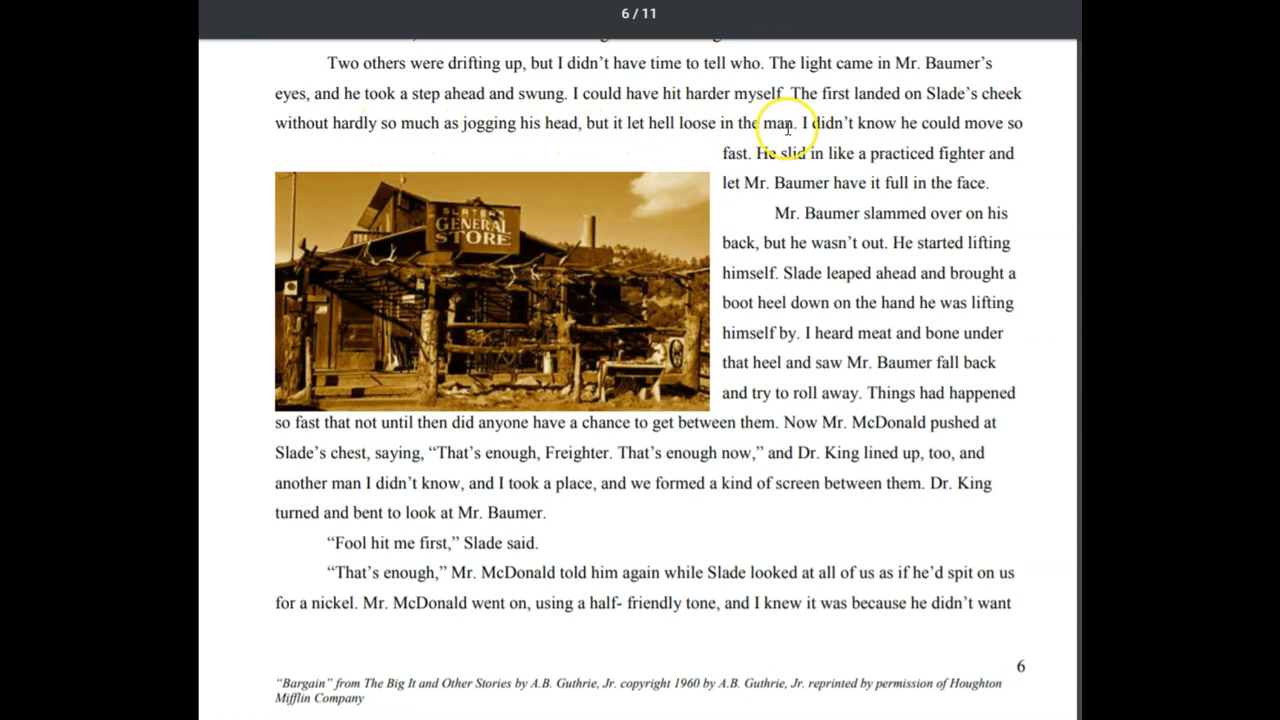 6 / 11
Two others were drifting up, but I didn't have time to tell who. The light came in Mr. Baumer's
eyes, and he took a step ahead and swung. I could have hit harder myself. The first landed on Slade's cheek
without hardly so much as jogging his head, but it let hell loose in the man. I didn't know he could move so
fast. He slid in like a practiced fighter and
let Mr. Baumer have it full in the face.
Mr. Baumer slammed over on his
back, but he wasn't out. He started lifting
himself. Slade leaped ahead and brought a
boot heel down on the hand he was lifting
himself by. I heard meat and bone under
that heel and saw Mr. Baumer fall back
and try to roll away. Things had happened
GENERAL
STORE
so fast that not until then did anyone have a chance to get between them. Now Mr. McDonald pushed at
Slade's chest, saying, “That's enough, Freighter. That's enough now,” and Dr. King lined up, too, and
another man I didn't know, and I took a place, and we formed a kind of screen between them. Dr. King
turned and bent to look at Mr. Baumer.
“Fool hit me first,” Slade said.
“That's enough,” Mr. McDonald told him again while Slade looked at all of us as if he'd spit on us
for a nickel. Mr. McDonald went on, using a half- friendly tone, and I knew it was because he didn't want
6
“Bargain” from The Big It and Other Stories by A.B. Guthrie, Jr. copyright 1960 by A.B. Guthrie, Jr. reprinted by permission of Houghton
Mifflin Company